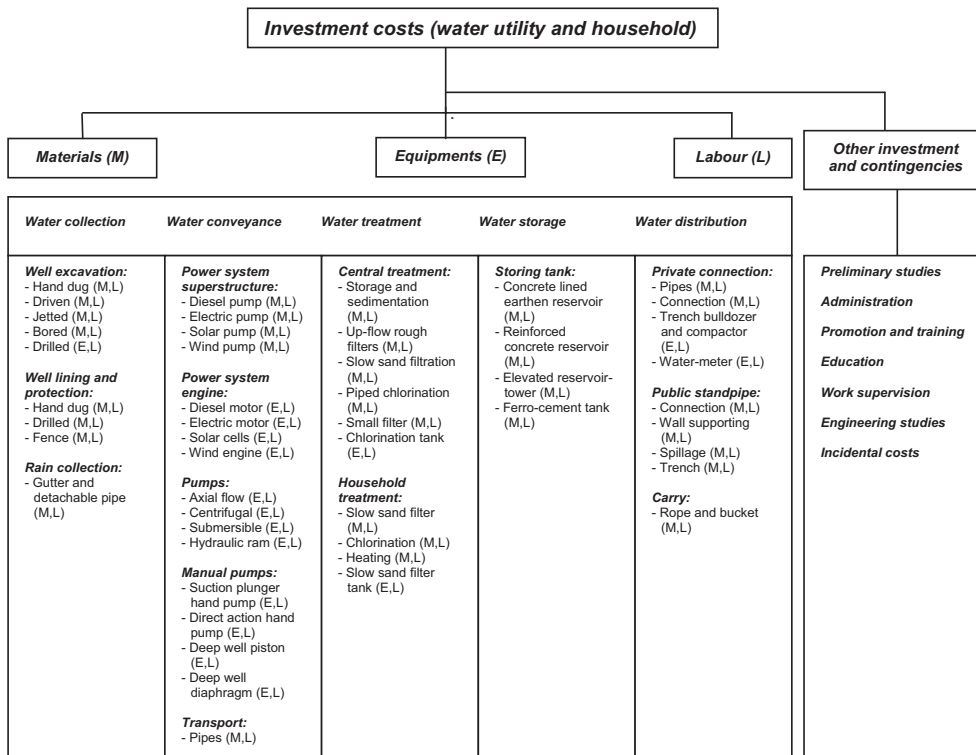 Investment costs (water utility and household)
Materials (M)
Equipments (E)
Labour (L)
Other investment
and contingencies
Water collection
Water conveyance
Water treatment
Water storage
Water distribution
Well excavation:
- Hand dug (M,L)
- Driven (M,L)
- Jetted (M,L)
- Bored (M,L)
- Drilled (E,L)
Well lining and
protection:
- Hand dug (M,L)
- Drilled (M,L)
- Fence (M,L)
Rain collection:
- Gutter and
detachable pipe
(M,L)
Power system
superstructure:
- Diesel pump (M,L)
- Electric pump (M,L)
- Solar pump (M,L)
- Wind pump (M,L)
Power system
engine:
- Diesel motor (E,L)
- Electric motor (E,L)
- Solar cells (E,L)
- Wind engine (E,L)
Pumps:
- Axial flow (E,L)
- Centrifugal (E,L)
- Submersible (E,L)
- Hydraulic ram (E,L)
Manual pumps:
- Suction plunger
hand pump (E,L)
- Direct action hand
pump (E,L)
- Deep well piston
(E,L)
- Deep well
diaphragm (E,L)
Transport:
- Pipes (M,L)
Central treatment:
- Storage and
sedimentation
(M,L)
- Up-flow rough
filters (M,L)
- Slow sand filtration
(M,L)
- Piped chlorination
(M,L)
- Small filter (M,L)
- Chlorination tank
(E,L)
Household
treatment:
- Slow sand filter
(M,L)
- Chlorination (M,L)
- Heating (M,L)
- Slow sand filter
tank (E,L)
Storing tank:
- Concrete lined
earthen reservoir
(M,L)
- Reinforced
concrete reservoir
(M,L)
- Elevated reservoir-
tower (M,L)
- Ferro-cement tank
(M,L)
Private connection:
- Pipes (M,L)
- Connection (M,L)
- Trench bulldozer
and compactor
(E,L)
- Water-meter (E,L)
Public standpipe:
- Connection (M,L)
- Wall supporting
(M,L)
- Spillage (M,L)
- Trench (M,L)
Carry:
- Rope and bucket
(M,L)
Preliminary studies
Administration
Promotion and training
Education
Work supervision
Engineering studies
Incidental costs